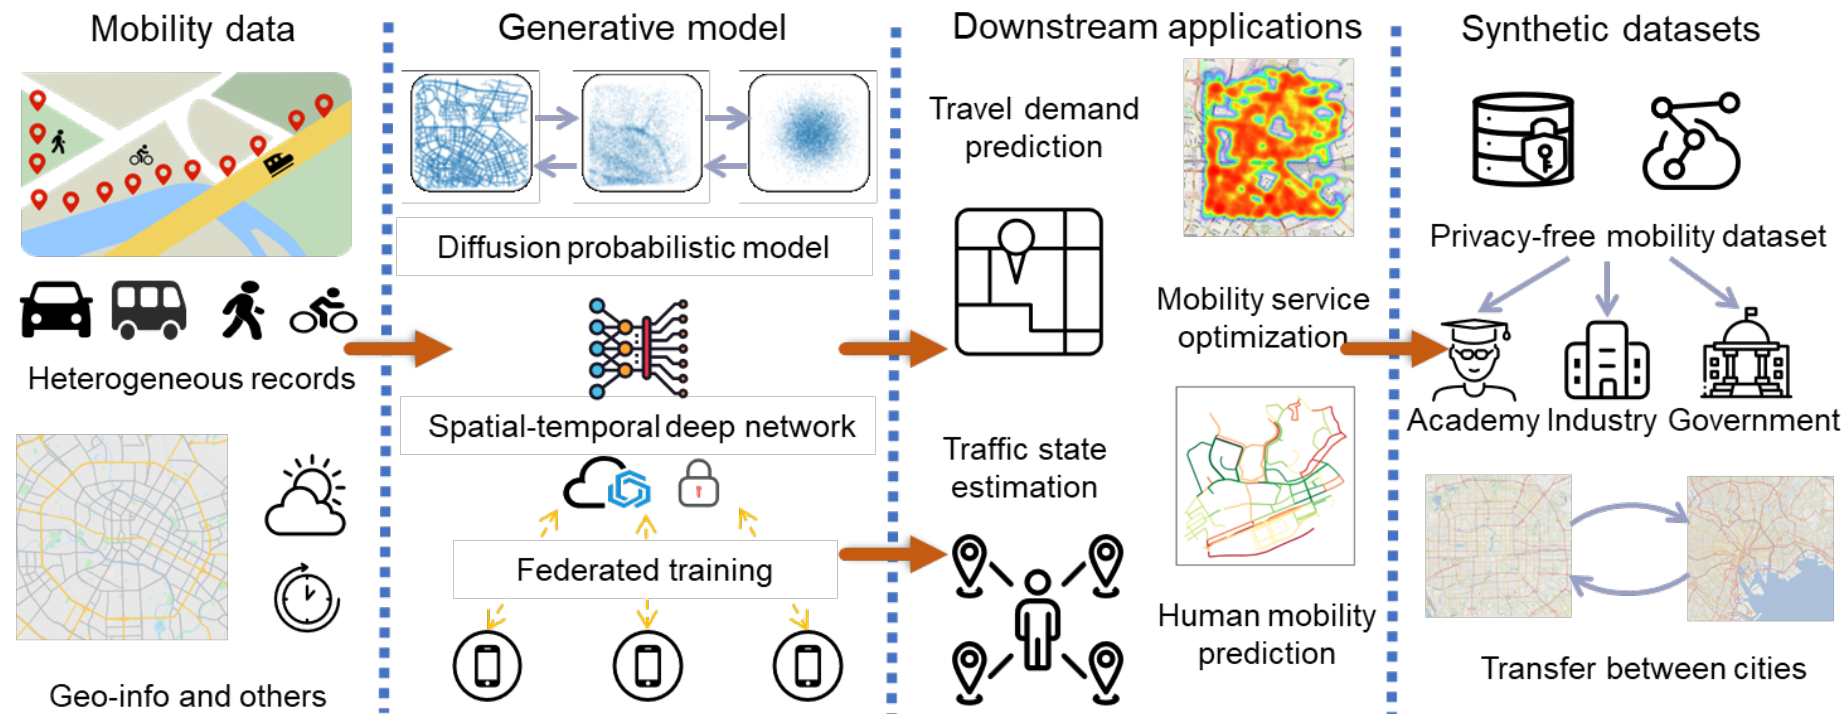 Mobility data
Heterogeneous records
Geo-info and others
Generative model
Diffusion probabilistic model
Spatial-temporal deep network
Federated training
Downstream applications
Travel demand
prediction
Mobility service
optimization
Traffic state
estimation
Human mobility
prediction
Synthetic datasets
Privacy-free mobility dataset
Academy Industry Government
Transfer between cities